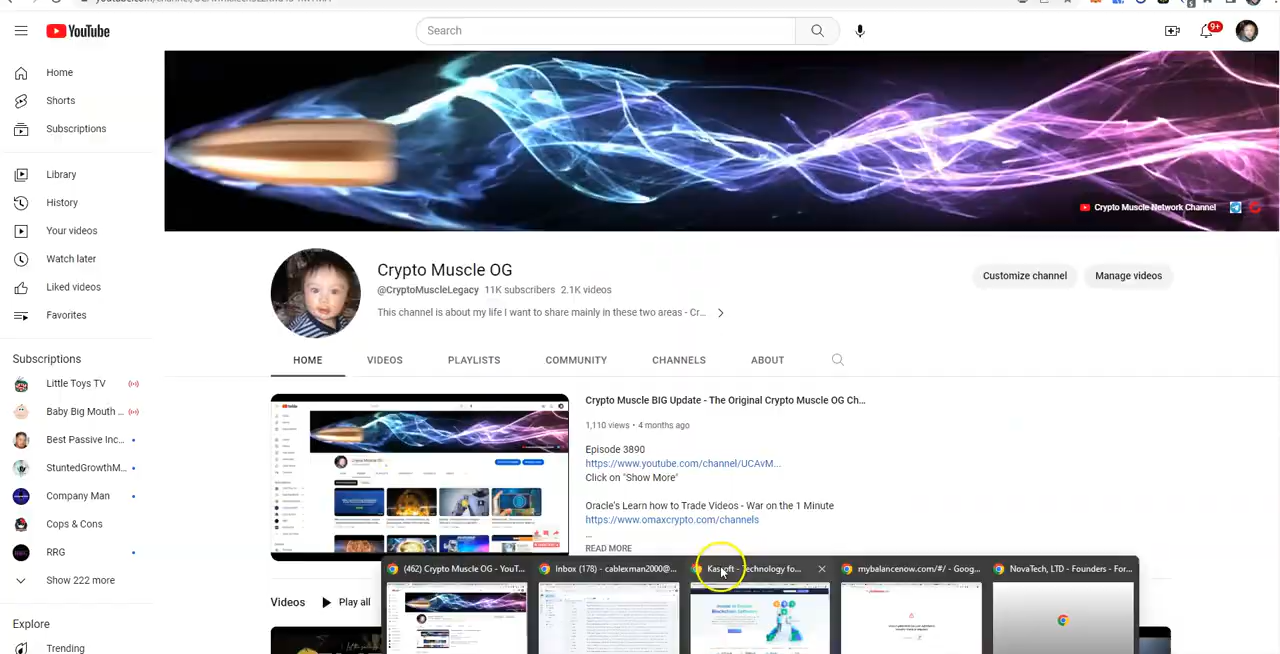 YouTube
Search
9+
Home
Shorts
Subscriptions
Library
History
Your videos
Watch later
Liked videos
Favorites
Subscriptions
Little Toys TV
Baby Big Mouth ...
Best Passive Inc...
StuntedGrowthM...
Company Man
Cops & Cons
RRG
Show 222 more
Explore
Crypto Muscle Network Channel
Crypto Muscle OG
@CryptoMuscleLegacy 11K subscribers 2.1K videos
This channel is about my life I want to share mainly in these two areas - Cr...
Customize channel
Manage videos
HOME
VIDEOS
PLAYLISTS
COMMUNITY
CHANNELS
ABOUT
Crypto Muscle BIG Update - The Original Crypto Muscle OG Ch...
1,110 views • 4 months ago
Episode 3890
https://www.youtube.com/channel/UCAvM...
Click on "Show More"
Oracle's Learn how to Trade Videos - War on the 1 Minute
https://www.omaxcrypto.com/channels
...
READ MORE
Videos
Play all
(462) Crypto Muscle OG - YouT...
Inbox (178) - cablexman2000@...
Technology fo...
mybalancenow.com/#/ - Goog...
NovaTech, LTD - Founders - For...